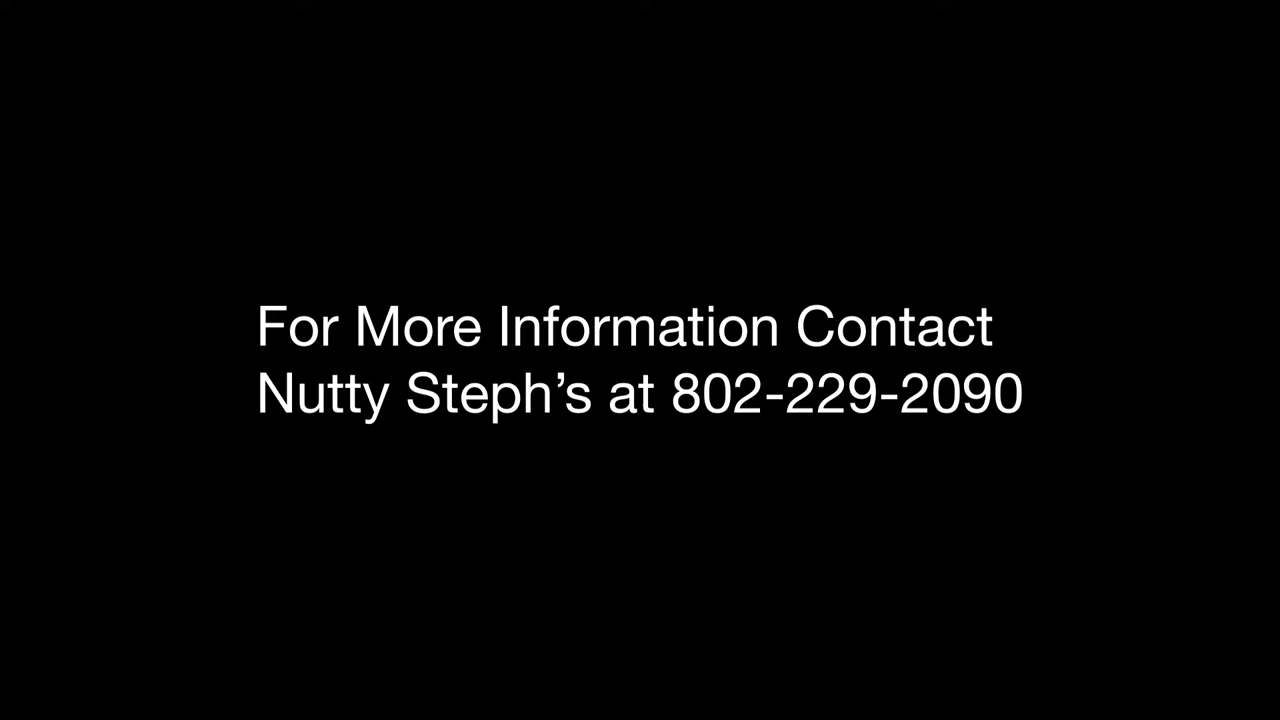 For More Information Contact
Nutty Steph’s at 802-229-2090